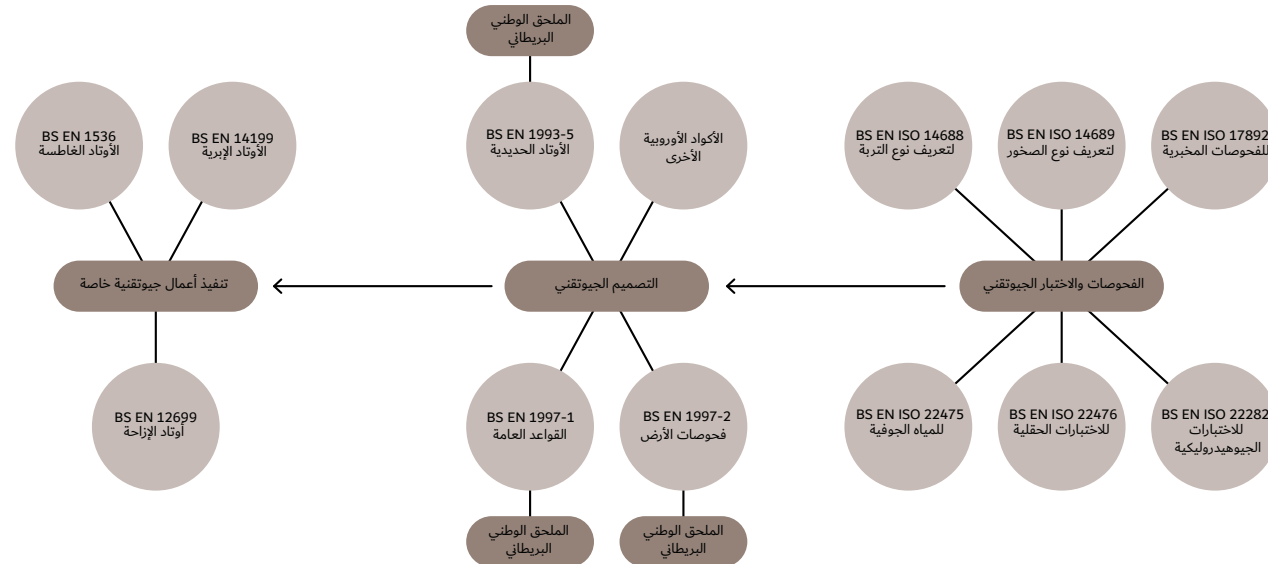 الملحق الوطني
البريطاني
BS EN 1536
الأوتاد الغاطسة
BS EN 14199
الأوتاد الإبرية
BS EN 1993-5
الأوتاد الحديدية
الأكواد الأوروبية
الأخرى
BS EN ISO 14688
لتعريف نوع التربة
BS EN ISO 14689
لتعريف نوع الصخور
BS EN ISO 17892
للفحوصات المخبرية
تنفيذ أعمال جيوتقنية خاصة
التصميم الجيوتقني
الفحوصات والاختبار الجيوتقني
BS EN 12699
أوتاد الإزاحة
BS EN 1997-1
القواعد العامة
BS EN 1997-2
فحوصات الأرض
BS EN ISO 22475
للمياه الجوفية
BS EN ISO 22476
للاختبارات الحقلية
BS EN ISO 22282
للاختبارات
الجيوهيدروليكية
الملحق الوطني
البريطاني
الملحق الوطني
البريطاني